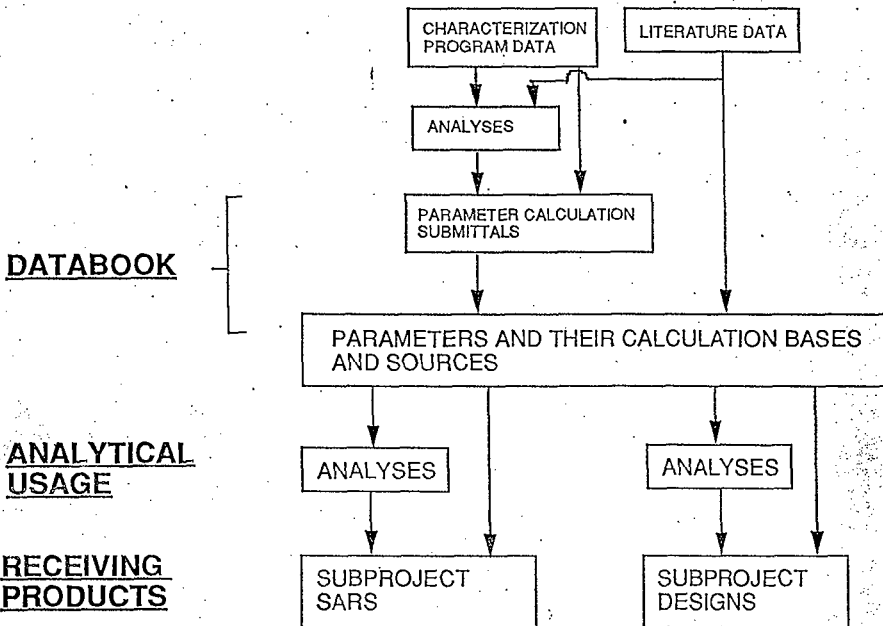 CHARACTERIZATION
PROGRAM DATA
LITERATURE DATA
ANALYSES
PARAMETER CALCULATION
SUBMITTALS
DATABOOK
PARAMETERS AND THEIR CALCULATION BASES
AND SOURCES
ANALYTICAL
USAGE
ANALYSES
ANALYSES
RECEIVING
PRODUCTS
SUBPROJECT
SARS
SUBPROJECT
DESIGNS